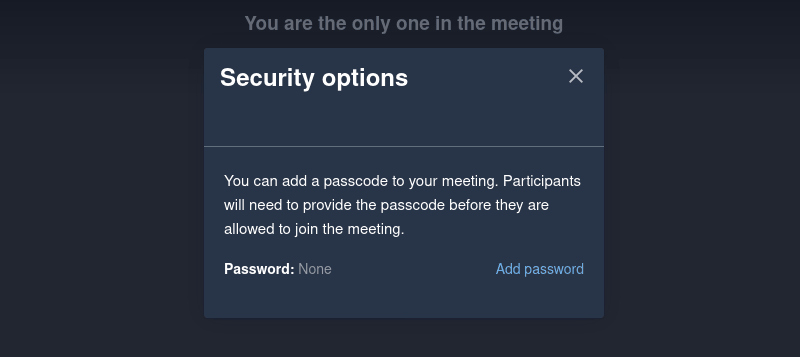 You are the only one in the meeting
Security options
You can add a passcode to your meeting. Participants
will need to provide the passcode before they are
allowed to join the meeting.
Password: None Add password